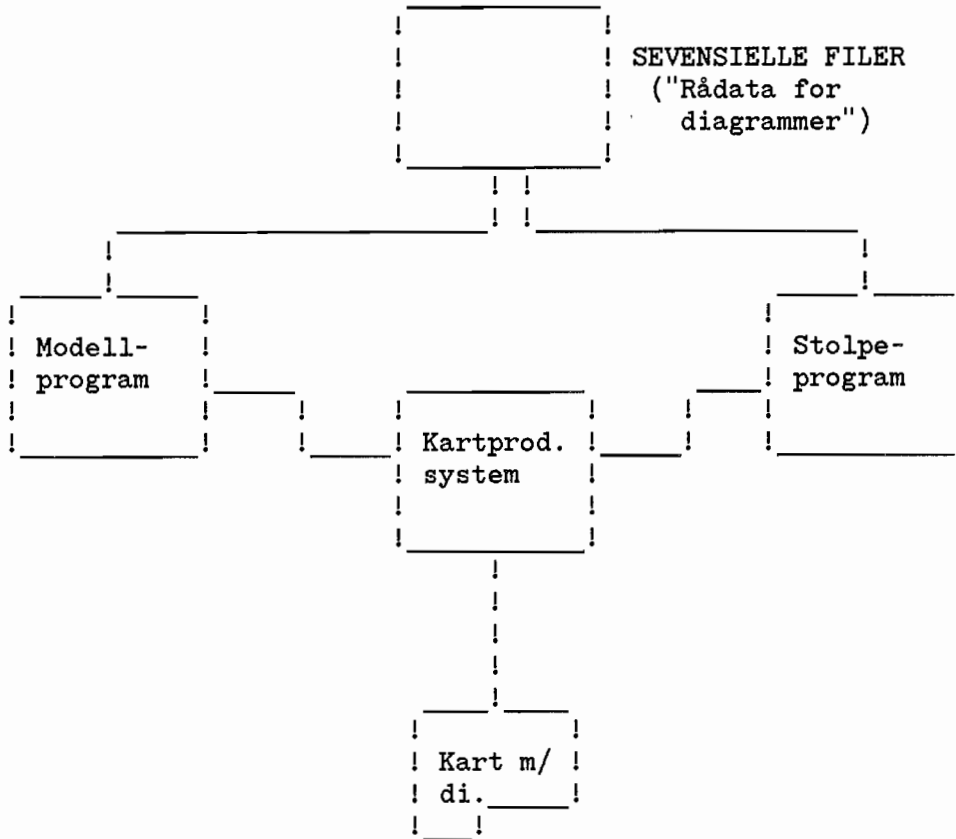 SEVENSIELLE FILER
("Rådata for
diagrammer")
Modell-
program
Stolpe-
program
Kartprod.
system
Kart m/
di.